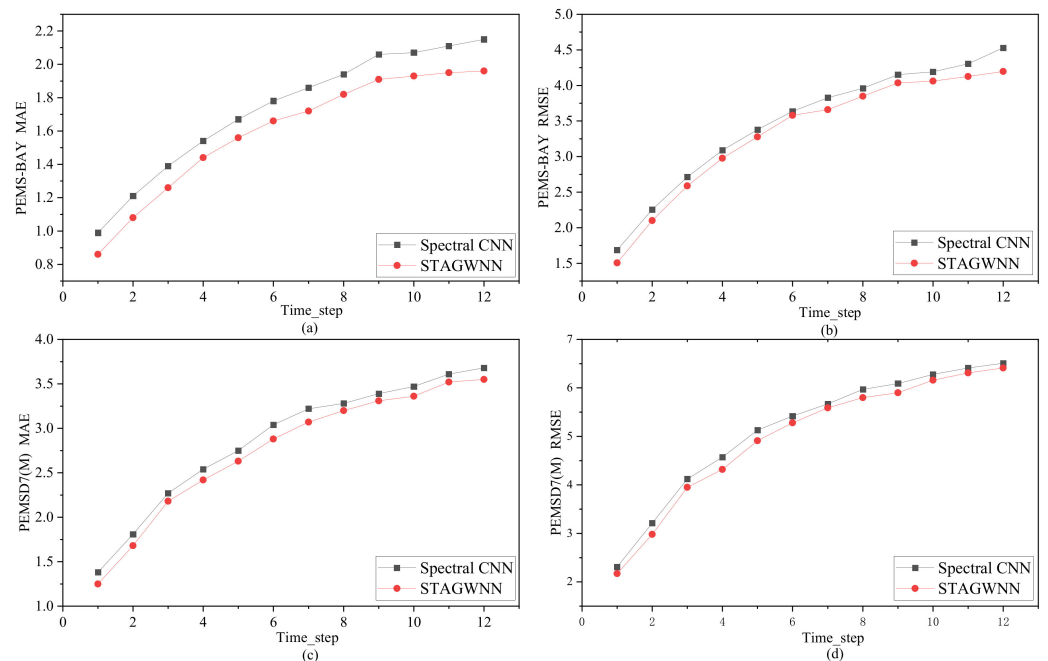 2.2
2.0
1.8
1.6
1.4
1.2
1.0
0.8
PEMS-BAY MAE
Spectral CNN
STAGWNN
0 2 4 6 8 10 12
Time_step
(a)
4.5
4.0
3.5
3.0
2.5
2.0
1.5
PEMS-BAY RMSE
Spectral CNN
STAGWNN
0 2 4 6 8 10 12
Time_step
(b)
4.0
3.5
3.0
2.5
2.0
1.5
1.0
PEMSD7(M) MAE
Spectral CNN
STAGWNN
0 2 4 6 8 10 12
Time_step
(c)
7
6
5
4
3
2
PEMSD7(M) RMSE
Spectral CNN
STAGWNN
0 2 4 6 8 10 12
Time_step
(d)